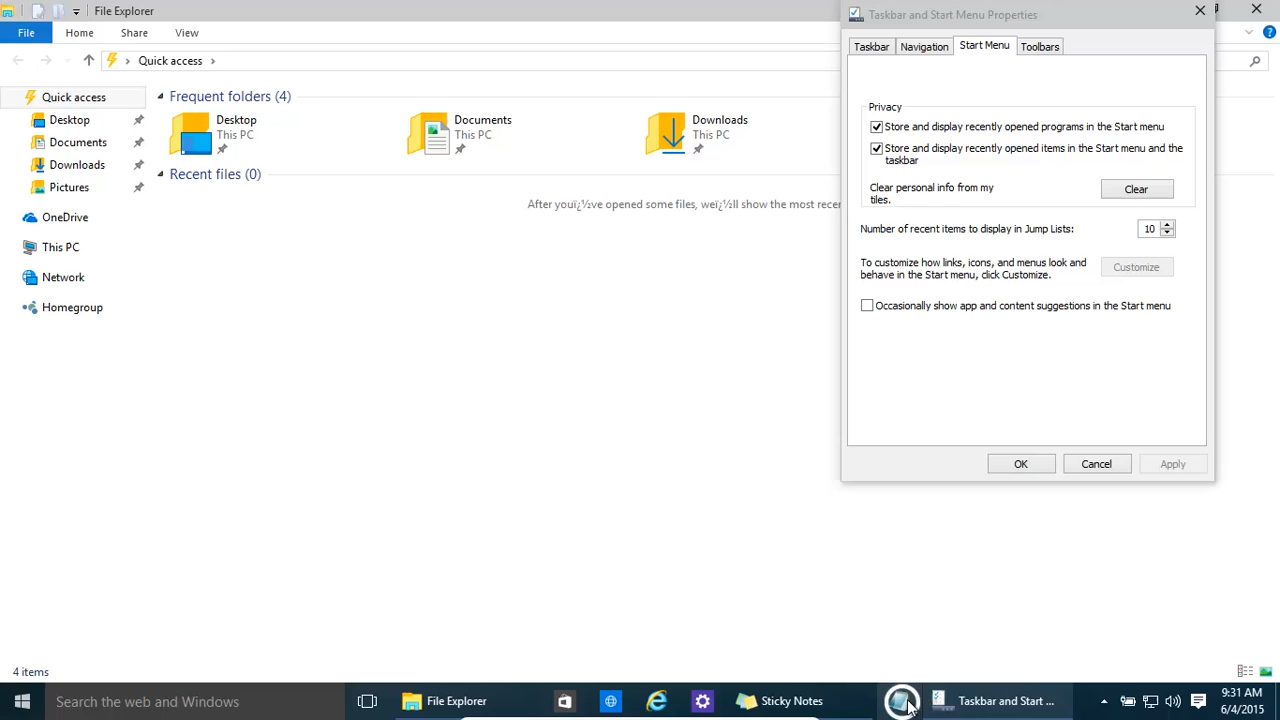 File Explorer
File Home Share View
Quick access
Quick access
Desktop
Documents
Downloads
Pictures
OneDrive
This PC
Network
Homegroup
Frequent folders (4)
Desktop
This PC
Documents
This PC
Downloads
This PC
Recent files (0)
After youï¿½ve opened some files, weï¿½ll show the most recen
4 items
Taskbar and Start Menu Properties
Taskbar Navigation Start Menu Toolbars
Privacy
Store and display recently opened programs in the Start menu
Store and display recently opened items in the Start menu and the
taskbar
Clear personal info from my
tiles.
Clear
Number of recent items to display in Jump Lists:
10
To customize how links, icons, and menus look and
behave in the Start menu, click Customize.
Customize
Occasionally show app and content suggestions in the Start menu
OK Cancel Apply
Search the web and Windows
File Explorer
Sticky Notes
Taskbar and Start ...
9:31 AM
6/4/2015